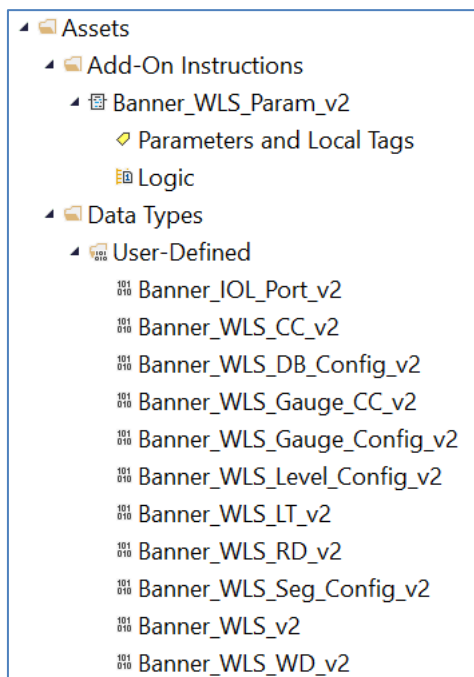 Assets
Add-On Instructions
Banner_WLS_Param_v2
Parameters and Local Tags
Logic
Data Types
User-Defined
Banner_IOL_Port_v2
Banner_WLS_CC_v2
Banner_WLS_DB_Config_v2
Banner_WLS_Gauge_CC_v2
Banner_WLS_Gauge_Config_v2
Banner_WLS_Level_Config_v2
Banner_WLS_LT_v2
Banner_WLS_RD_v2
Banner_WLS_Seg_Config_v2
Banner_WLS_v2
Banner_WLS_WD_v2